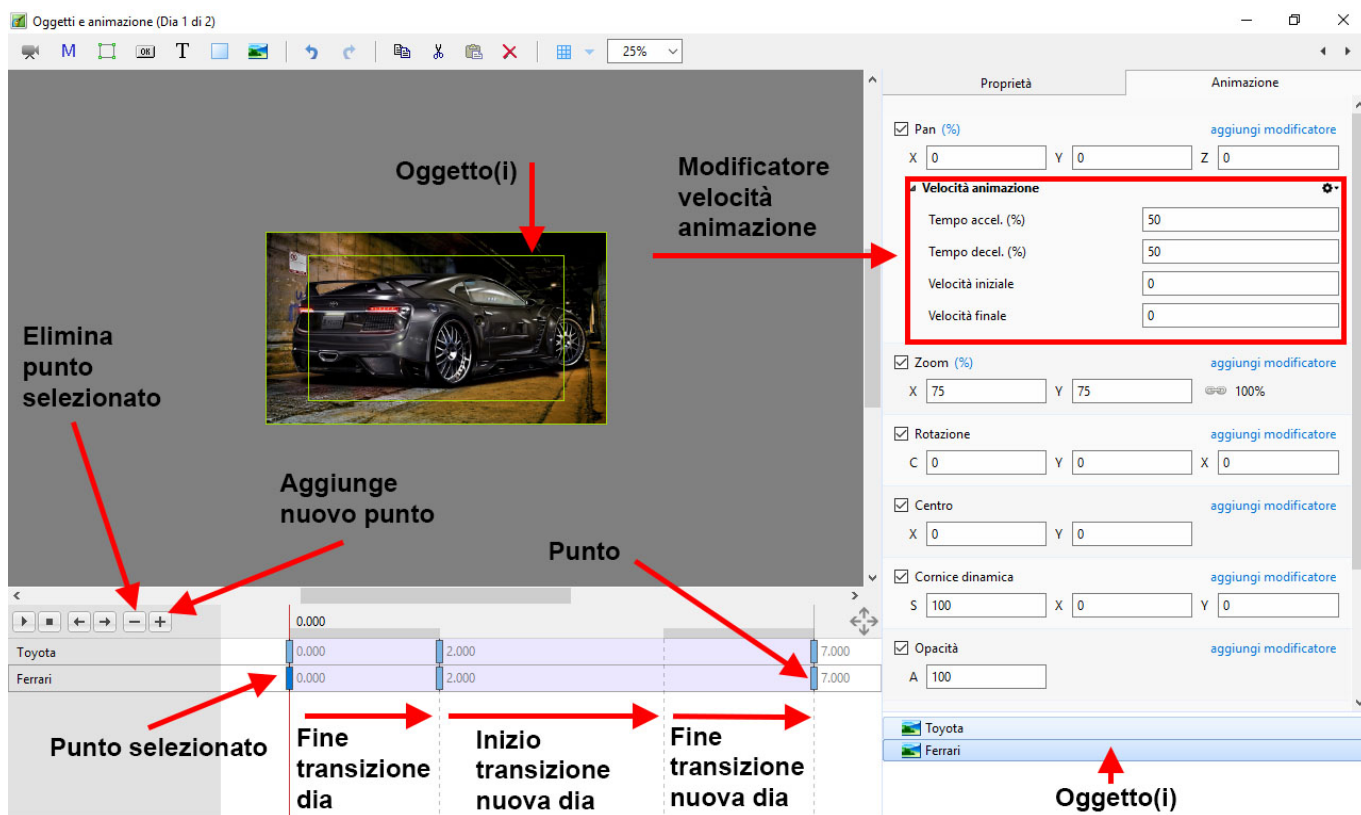 Oggetti e animazione (Dia 1 di 2)
M OK T 25%
Proprietà Animazione
Pan (%) aggiungi modificatore
X 0 Y 0 Z 0
Velocità animazione
Tempo accel. (%) 50
Tempo decel. (%) 50
Velocità iniziale 0
Velocità finale 0
Zoom (%) aggiungi modificatore
X 75 Y 75 100%
Rotazione aggiungi modificatore
C 0 Y 0 X 0
Centro aggiungi modificatore
X 0 Y 0
Cornice dinamica aggiungi modificatore
S 100 X 0 Y 0
Opacità aggiungi modificatore
A 100
Toyota
Ferrari
Oggetto(i)
Oggetto(i)
Modificatore
velocità
animazione
Elimina
punto
selezionato
Aggiunge
nuovo punto
Punto
0.000
Toyota 0.000 2.000 7.000
Ferrari 0.000 2.000 7.000
Punto selezionato
Fine
transizione
dia
Inizio
transizione
nuova dia
Fine
transizione
nuova dia